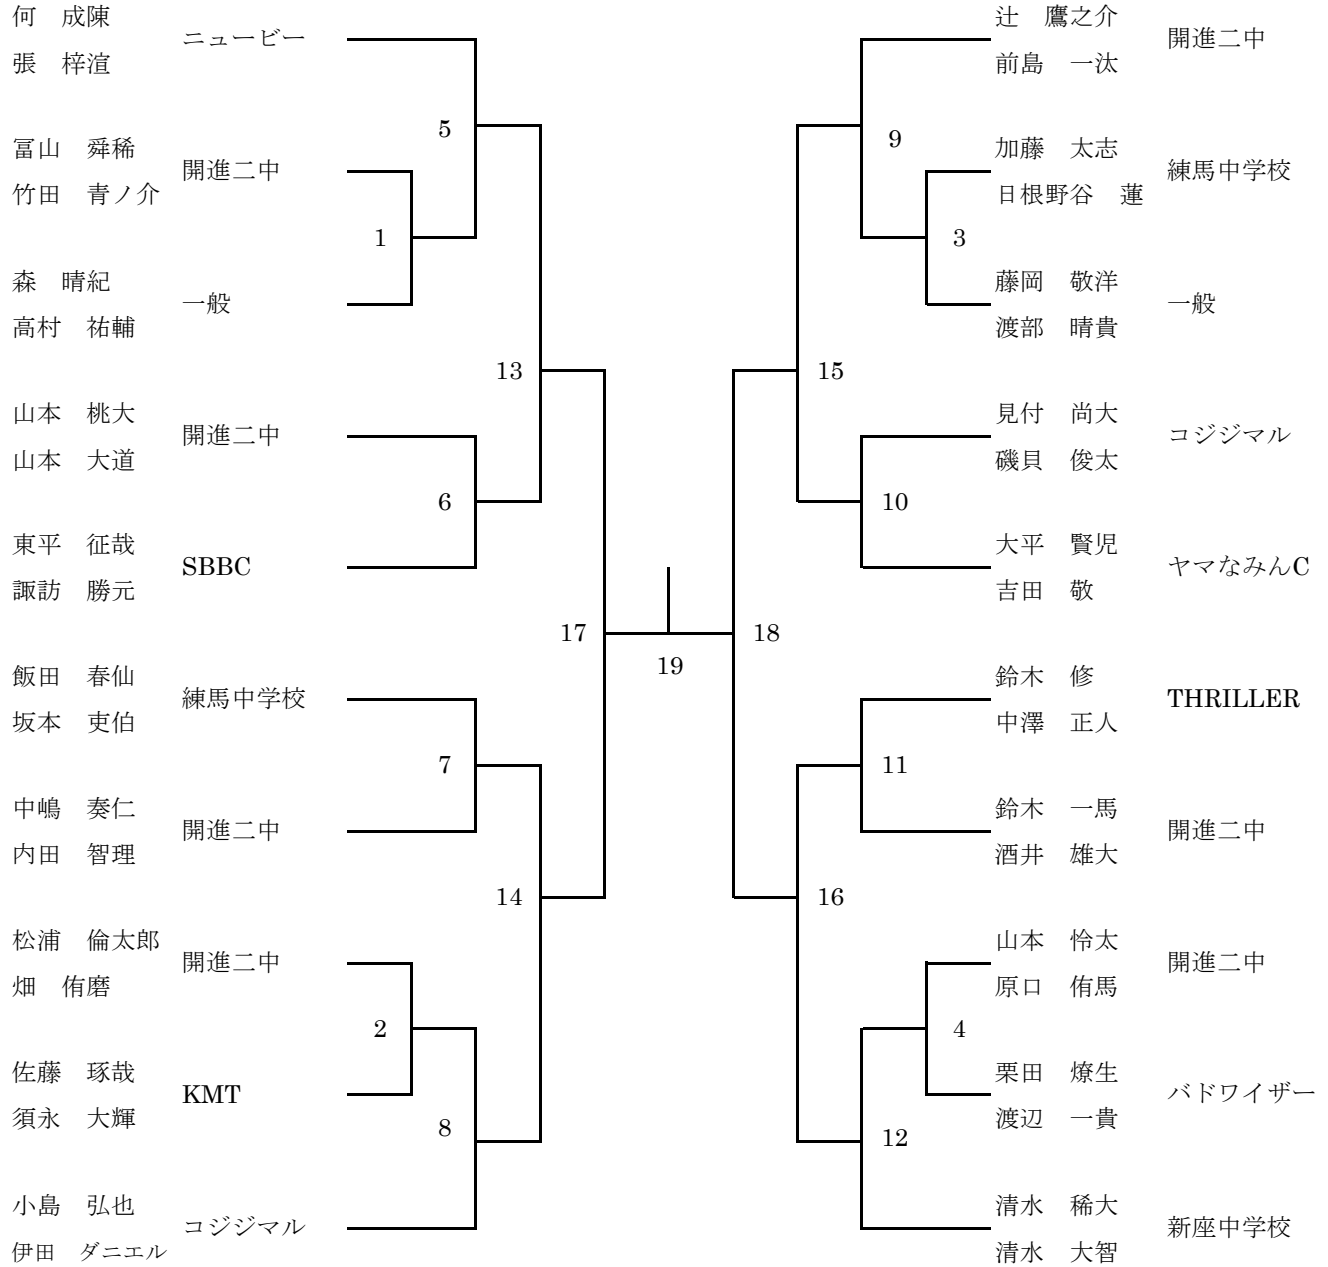 何　成陳
張　梓渲
ニュービー
冨山　舜稀
竹田　青ノ介
開進二中
森　晴紀
高村　祐輔
一般
山本　桃大
山本　大道
開進二中
東平　征哉
諏訪　勝元
SBBC
飯田　春仙
坂本　吏伯
練馬中学校
中嶋　奏仁
内田　智理
開進二中
松浦　倫太郎
畑　侑磨
開進二中
佐藤　琢哉
須永　大輝
KMT
小島　弘也
伊田　ダニエル
コジジマル
5
1
13
6
17
7
14
2
8
19
18
9
3
15
10
11
16
4
12
辻　鷹之介
前島　一汰
開進二中
加藤　太志
日根野谷　蓮
練馬中学校
藤岡　敬洋
渡部　晴貴
一般
見付　尚大
磯貝　俊太
コジジマル
大平　賢児
吉田　敬
ヤマなみんC
鈴木　修
中澤　正人
THRILLER
鈴木　一馬
酒井　雄大
開進二中
山本　怜太
原口　侑馬
開進二中
栗田　燎生
渡辺　一貴
バドワイザー
清水　稀大
清水　大智
新座中学校